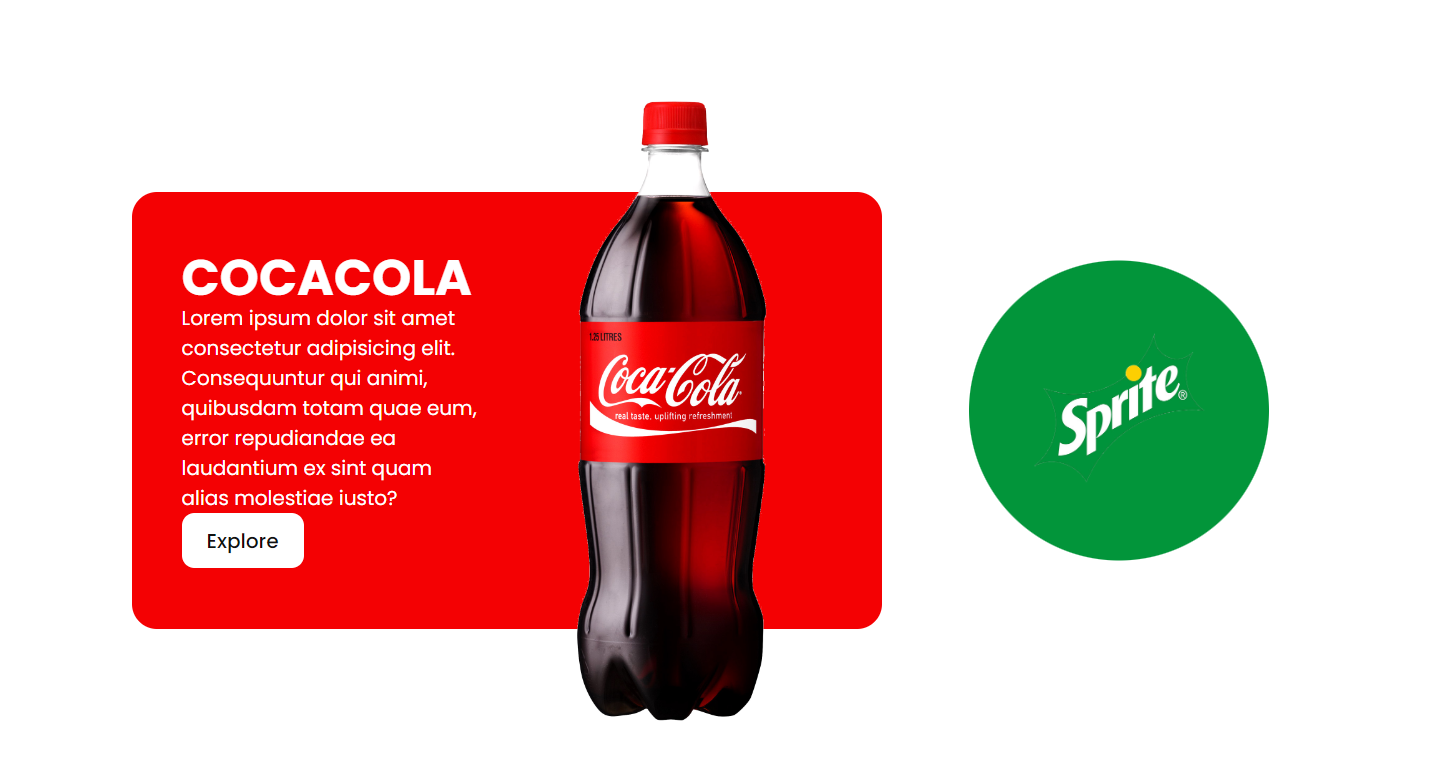 COCACOLA
Lorem ipsum dolor sit amet
consectetur adipisicing elit.
Consequuntur qui animi,
quibusdam totam quae eum,
error repudiandae ea
laudantium ex sint quam
alias molestiae iusto?
Explore
1.25 LITRES
Coca-Cola
real taste. uplifting refreshment
Sprite®